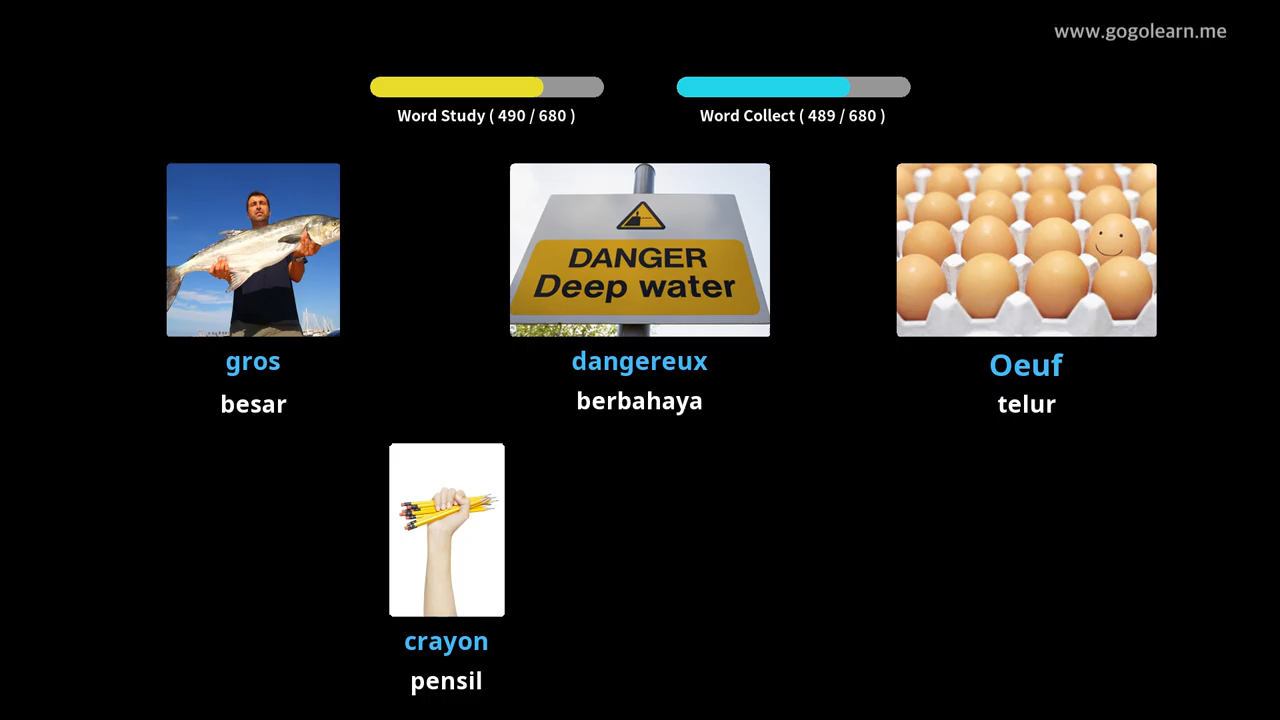 www.gogolearn.me
Word Study ( 490 / 680 )
Word Collect ( 489 / 680 )
DANGER
Deep water
gros
besar
dangereux
berbahaya
Oeuf
telur
crayon
pensil